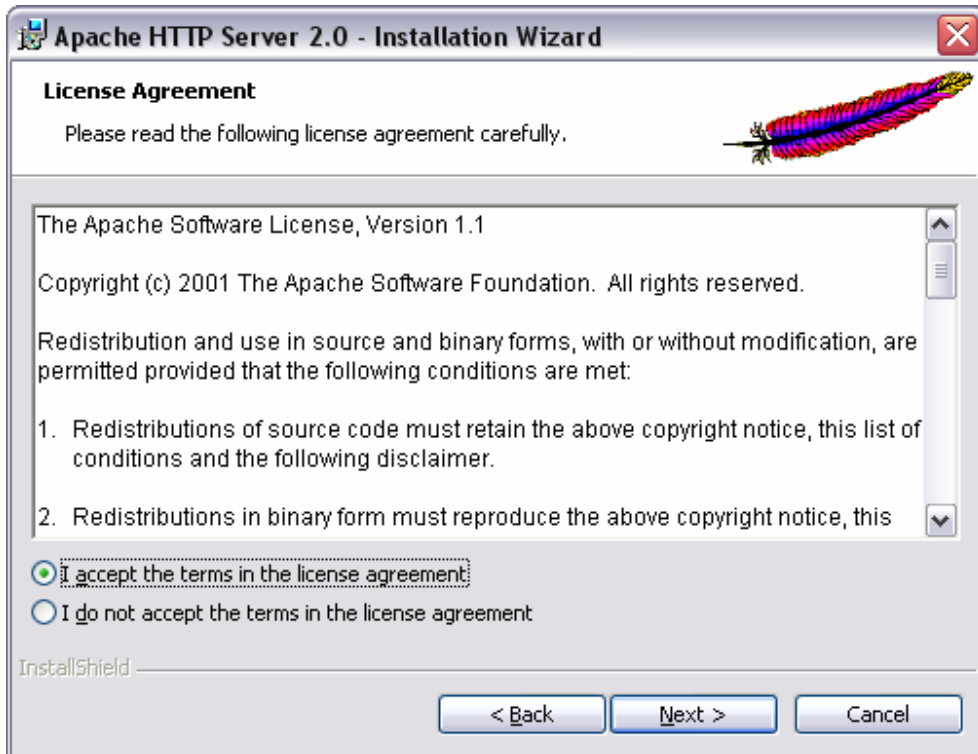 Apache HTTP Server 2.0 - Installation Wizard
License Agreement
Please read the following license agreement carefully.
The Apache Software License, Version 1.1
Copyright (c) 2001 The Apache Software Foundation.  All rights reserved.
Redistribution and use in source and binary forms, with or without modification, are
permitted provided that the following conditions are met:
1.  Redistributions of source code must retain the above copyright notice, this list of
conditions and the following disclaimer.
2.  Redistributions in binary form must reproduce the above copyright notice, this
I accept the terms in the license agreement
I do not accept the terms in the license agreement
InstallShield
< Back
Next >
Cancel